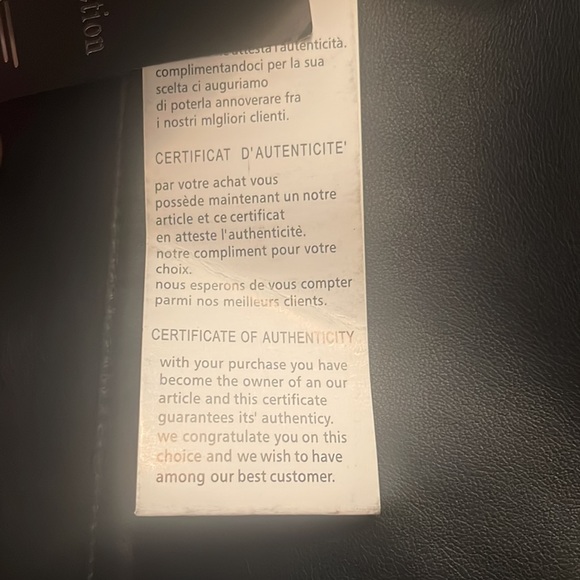 ction
attesta l'autenticità.
complimentandoci per la sua
scelta ci auguriamo
di poterla annoverare fra
i nostri mIgliori clienti.
CERTIFICAT D'AUTENTICITE'
par votre achat vous
possède maintenant un notre
article et ce certificat
en atteste l'authenticitè.
notre compliment pour votre
choix.
nous esperons de vous compter
parmi nos meilleurs clients.
CERTIFICATE OF AUTHENTICITY
with your purchase you have
become the owner of an our
article and this certificate
guarantees its' authenticy.
we congratulate you on this
choice and we wish to have
among our best customer.